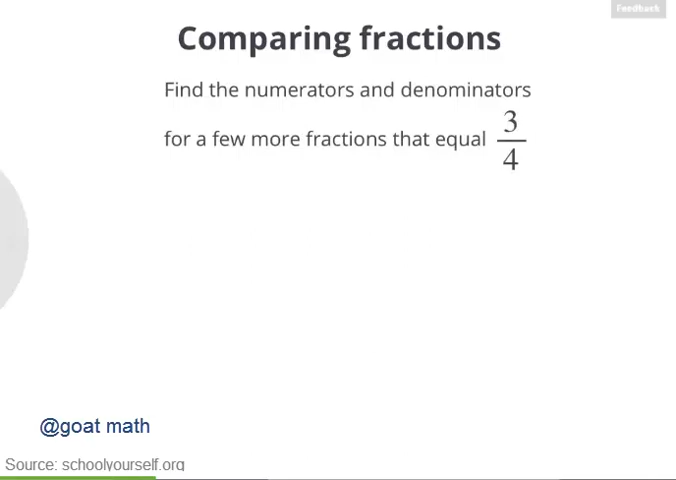 Feedback
Comparing fractions
Find the numerators and denominators
for a few more fractions that equal 3/4
@goat math
Source: schoolyourself.org